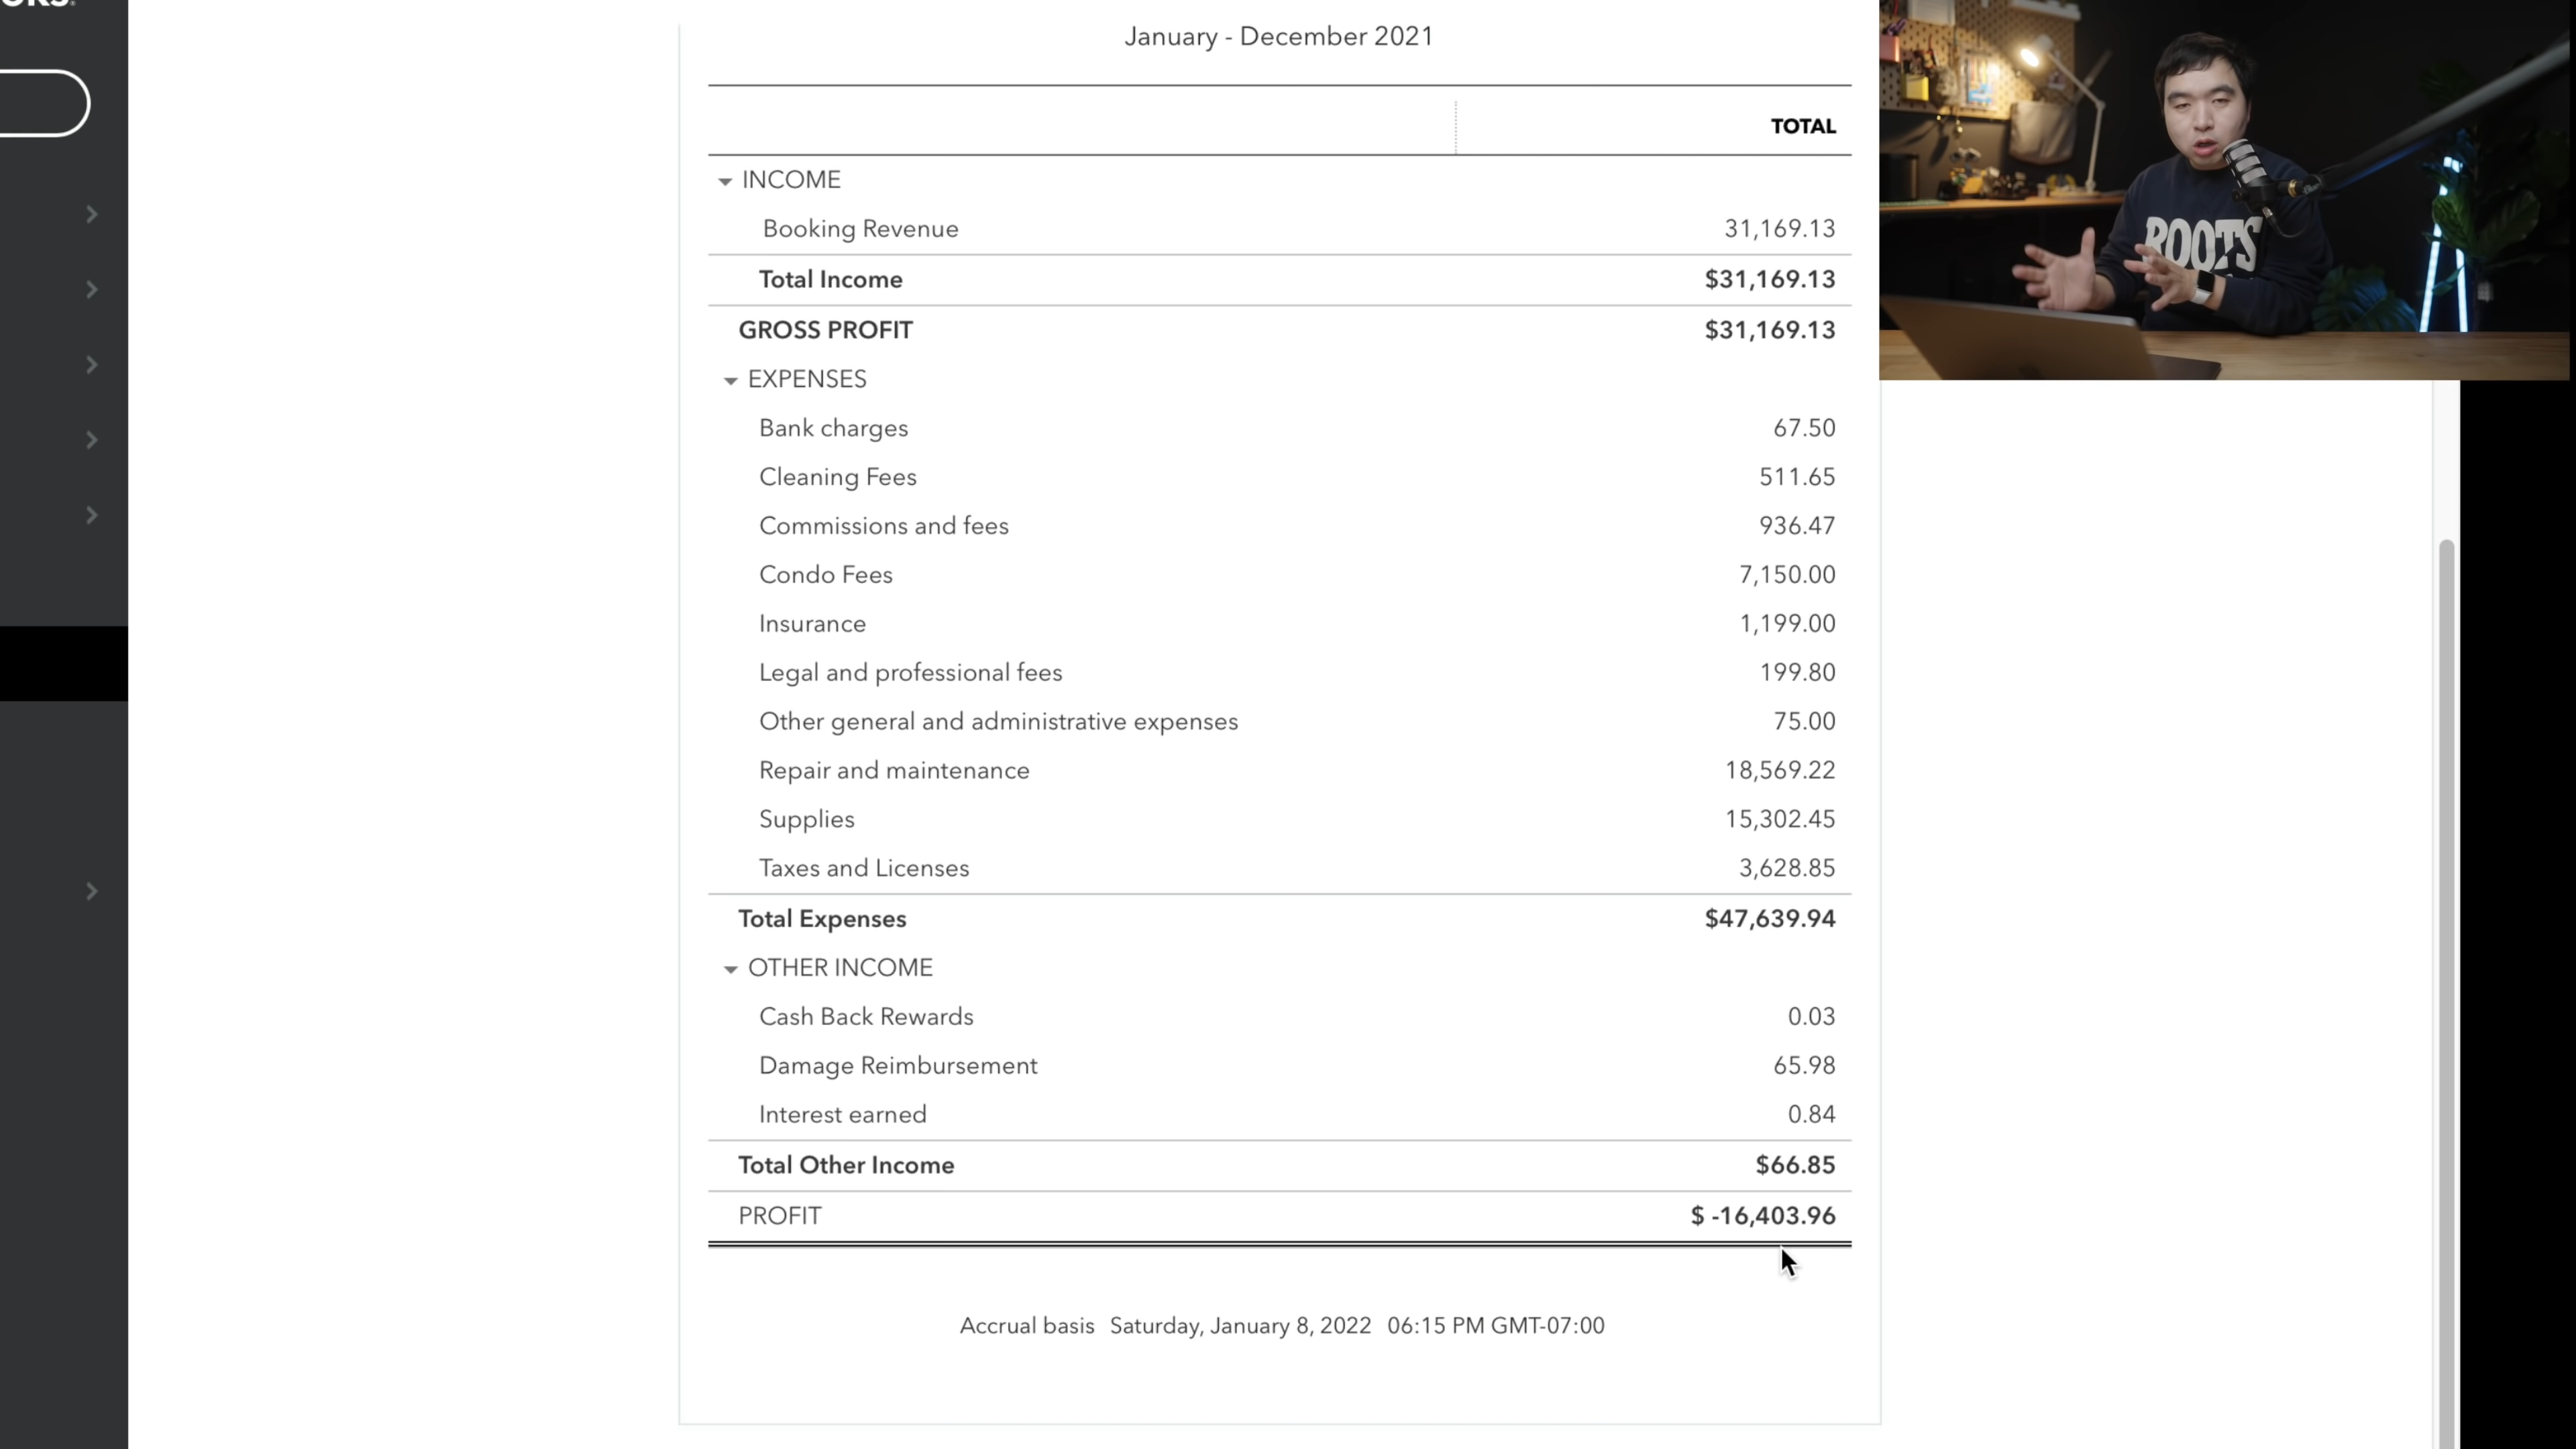 January - December 2021
TOTAL
INCOME
Booking Revenue 31,169.13
Total Income $31,169.13
GROSS PROFIT $31,169.13
EXPENSES
Bank charges 67.50
Cleaning Fees 511.65
Commissions and fees 936.47
Condo Fees 7,150.00
Insurance 1,199.00
Legal and professional fees 199.80
Other general and administrative expenses 75.00
Repair and maintenance 18,569.22
Supplies 15,302.45
Taxes and Licenses 3,628.85
Total Expenses $47,639.94
OTHER INCOME
Cash Back Rewards 0.03
Damage Reimbursement 65.98
Interest earned 0.84
Total Other Income $66.85
PROFIT $ -16,403.96
Accrual basis Saturday, January 8, 2022 06:15 PM GMT-07:00
ROOTS